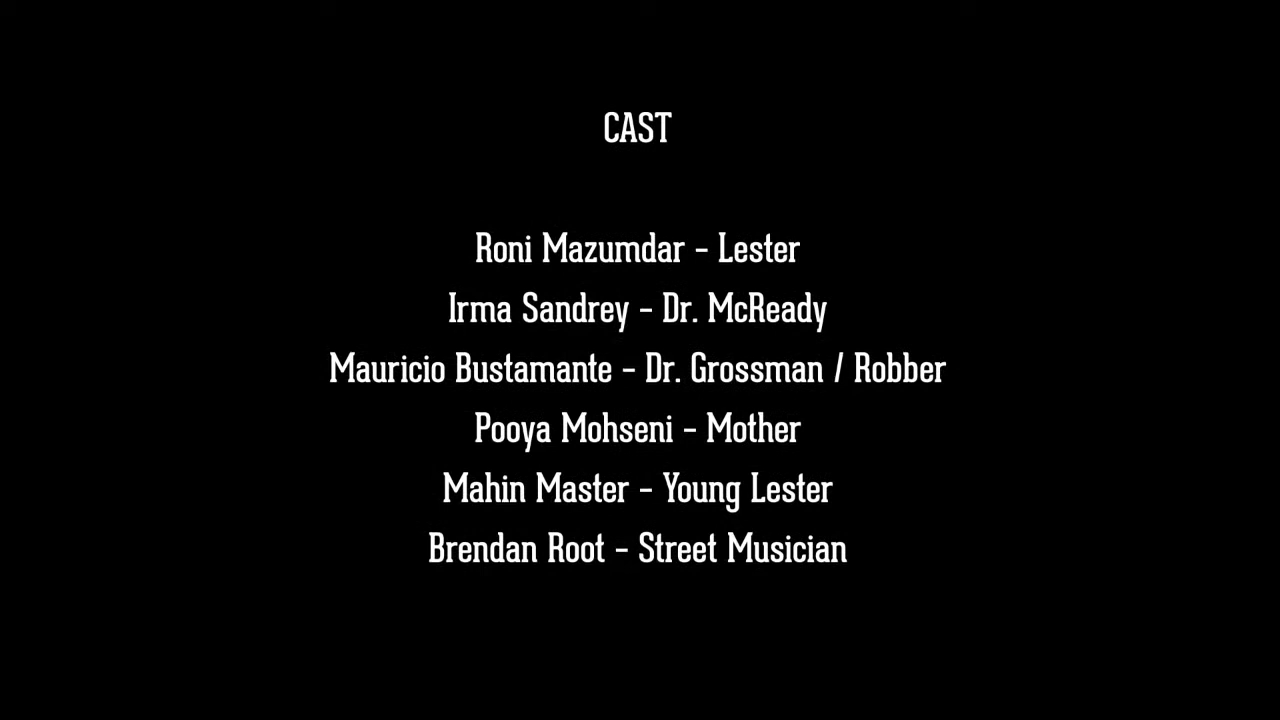 CAST
Roni Mazumdar - Lester
Irma Sandrey - Dr. McReady
Mauricio Bustamante - Dr. Grossman / Robber
Pooya Mohseni - Mother
Mahin Master - Young Lester
Brendan Root - Street Musician